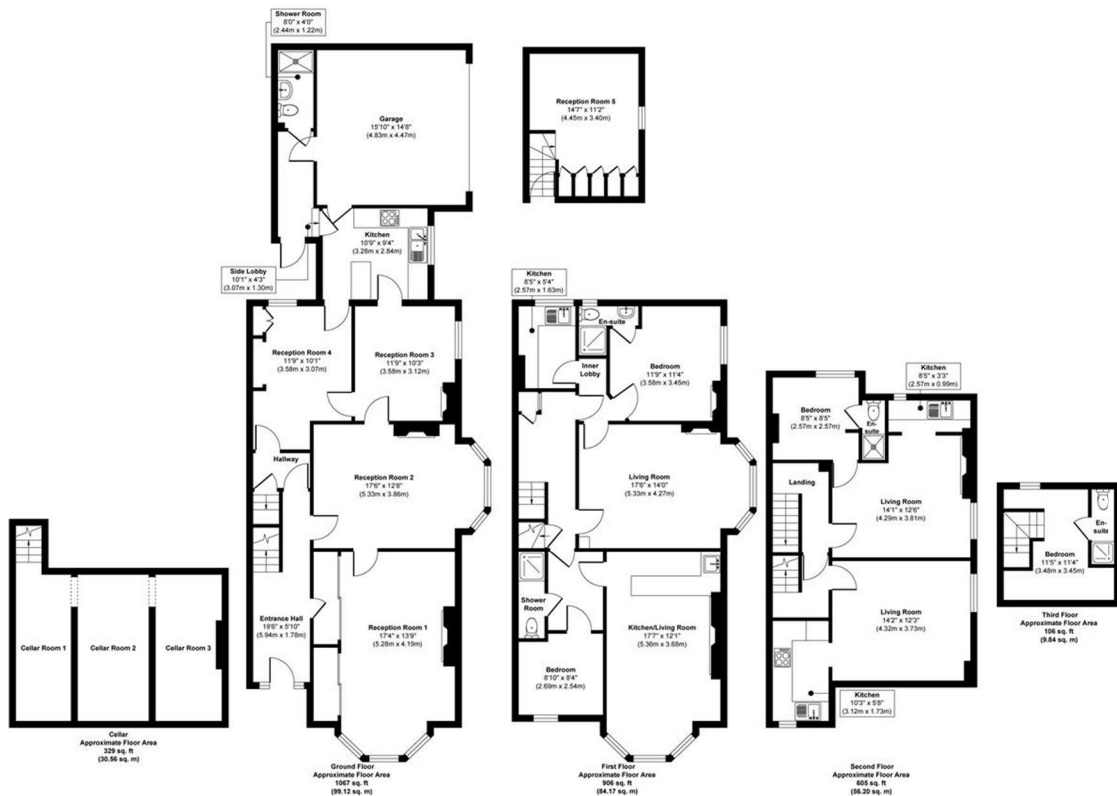 Shower Room
8'0" x 4'0"
(2.44m x 1.22m)
Garage
15'10" x 14'8"
(4.83m x 4.47m)
Reception Room 5
14'7" x 11'2"
(4.45m x 3.40m)
Kitchen
10'9" x 9'4"
(3.28m x 2.84m)
Side Lobby
10'1" x 4'3"
(3.07m x 1.30m)
Reception Room 4
11'9" x 10'1"
(3.58m x 3.07m)
Reception Room 3
11'9" x 10'3"
(3.58m x 3.12m)
Hallway
Reception Room 2
17'6" x 12'8"
(5.33m x 3.86m)
Entrance Hall
19'6" x 5'10"
(5.94m x 1.78m)
Reception Room 1
17'4" x 13'9"
(5.28m x 4.19m)
Cellar Room 1
Cellar Room 2
Cellar Room 3
Cellar
Approximate Floor Area
329 sq. ft
(30.56 sq. m)
Ground Floor
Approximate Floor Area
1067 sq. ft
(99.12 sq. m)
Kitchen
8'5" x 5'4"
(2.57m x 1.63m)
En-suite
Inner
Lobby
Bedroom
11'9" x 11'4"
(3.58m x 3.45m)
Living Room
17'6" x 14'0"
(5.33m x 4.27m)
Shower
Room
Kitchen/Living Room
17'7" x 12'1"
(5.36m x 3.68m)
Bedroom
8'10" x 8'4"
(2.69m x 2.54m)
First Floor
Approximate Floor Area
906 sq. ft
(84.17 sq. m)
Kitchen
8'5" x 3'3"
(2.57m x 0.99m)
Bedroom
8'5" x 8'5"
(2.57m x 2.57m)
En-
suite
Landing
Living Room
14'1" x 12'6"
(4.29m x 3.81m)
Living Room
14'2" x 12'3"
(4.32m x 3.73m)
Kitchen
10'3" x 5'8"
(3.12m x 1.73m)
Second Floor
Approximate Floor Area
605 sq. ft
(56.20 sq. m)
En-
suite
Bedroom
11'5" x 11'4"
(3.48m x 3.45m)
Third Floor
Approximate Floor Area
106 sq. ft
(9.84 sq. m)